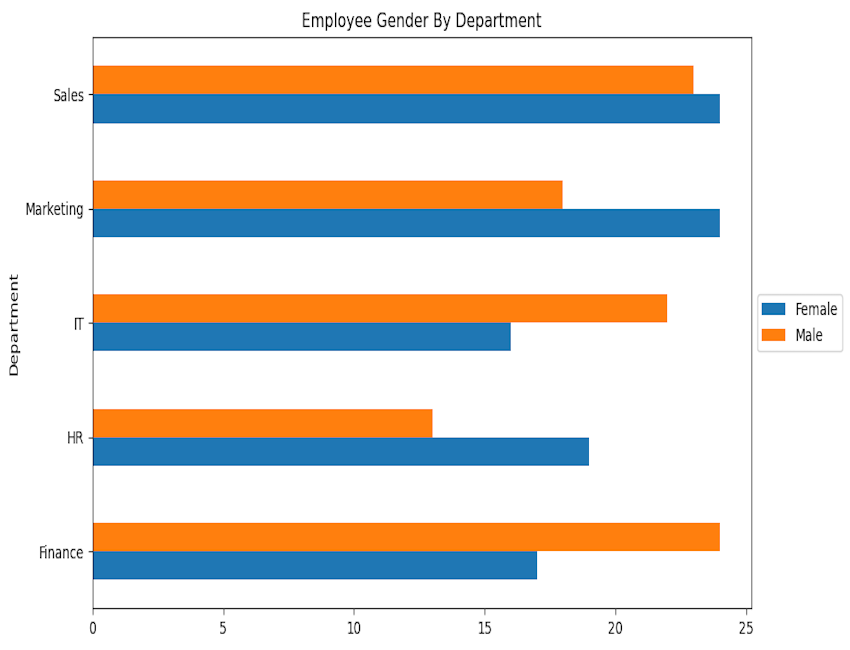 Employee Gender By Department
Sales
Marketing
IT
HR
Finance
Department
0 5 10 15 20 25
Female
Male